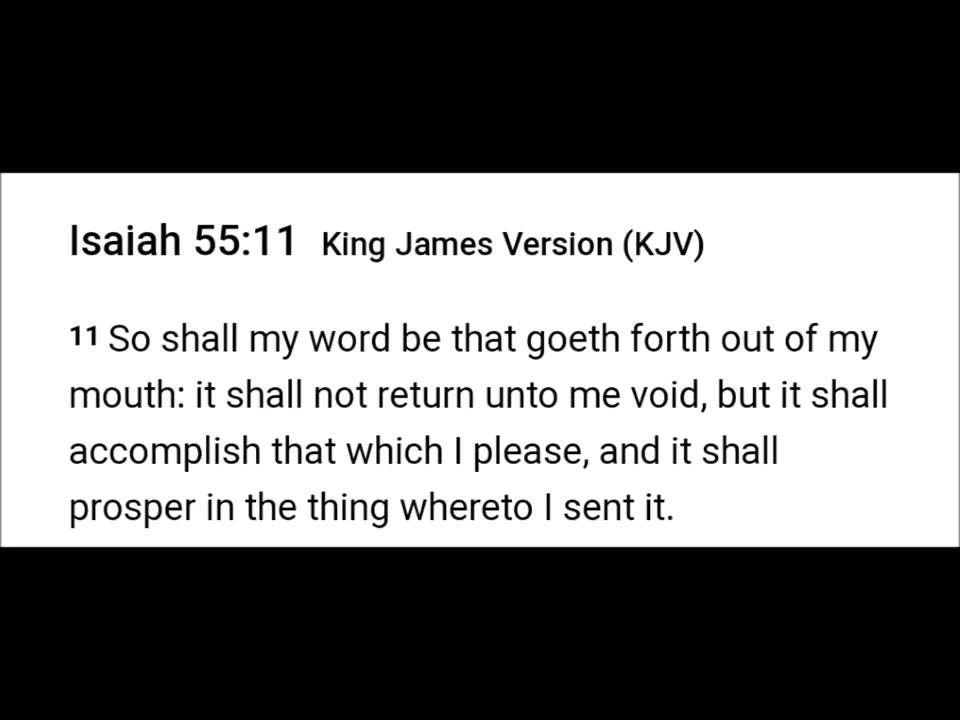 Isaiah 55:11 King James Version (KJV)
11 So shall my word be that goeth forth out of my
mouth: it shall not return unto me void, but it shall
accomplish that which I please, and it shall
prosper in the thing whereto I sent it.